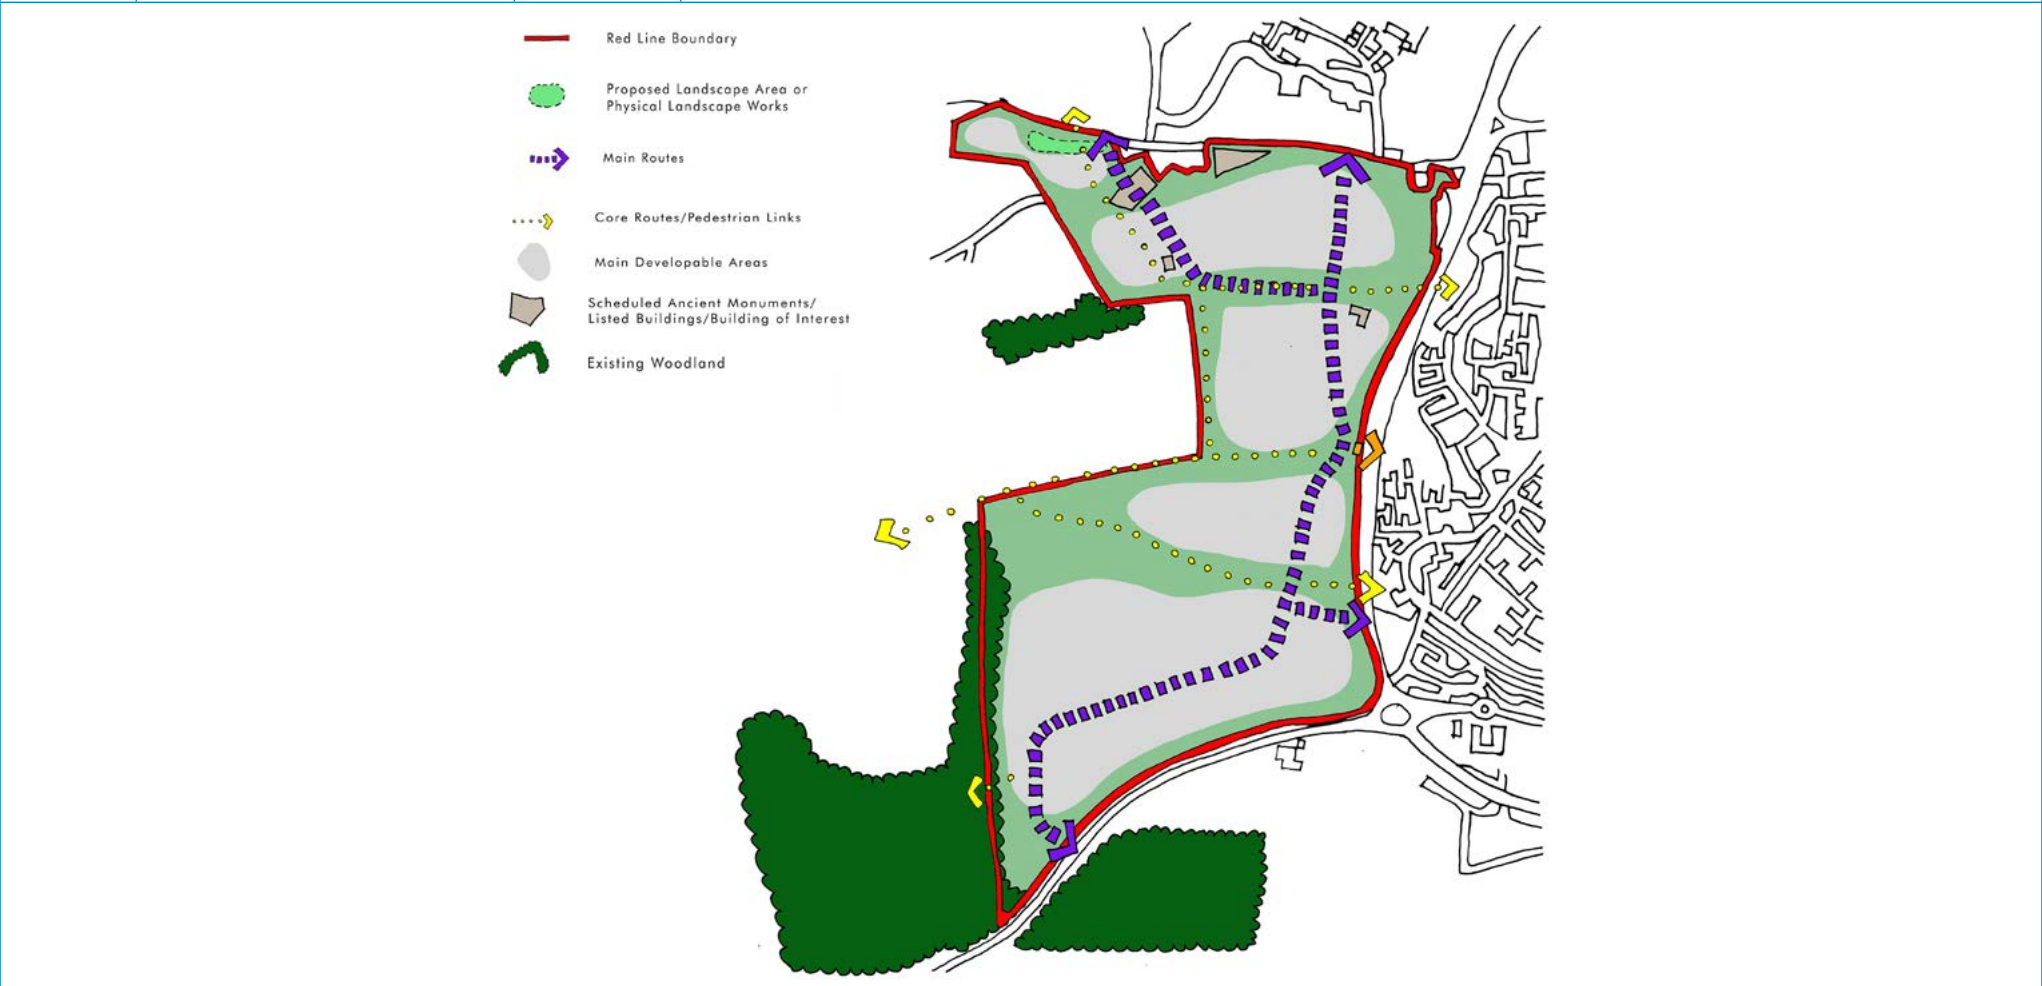 Red Line Boundary
Proposed Landscape Area or
Physical Landscape Works
Main Routes
Core Routes/Pedestrian Links
Main Developable Areas
Scheduled Ancient Monuments/
Listed Buildings/Building of Interest
Existing Woodland